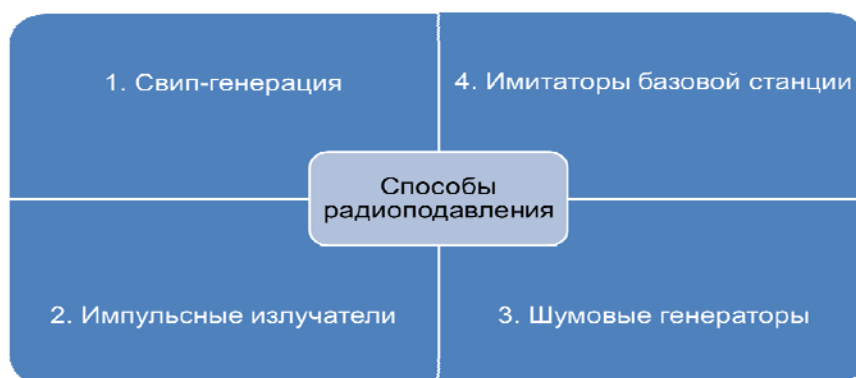 1. Свип-генерация
4. Имитаторы базовой станции
Способы
радиоподавления
2. Импульсные излучатели
3. Шумовые генераторы